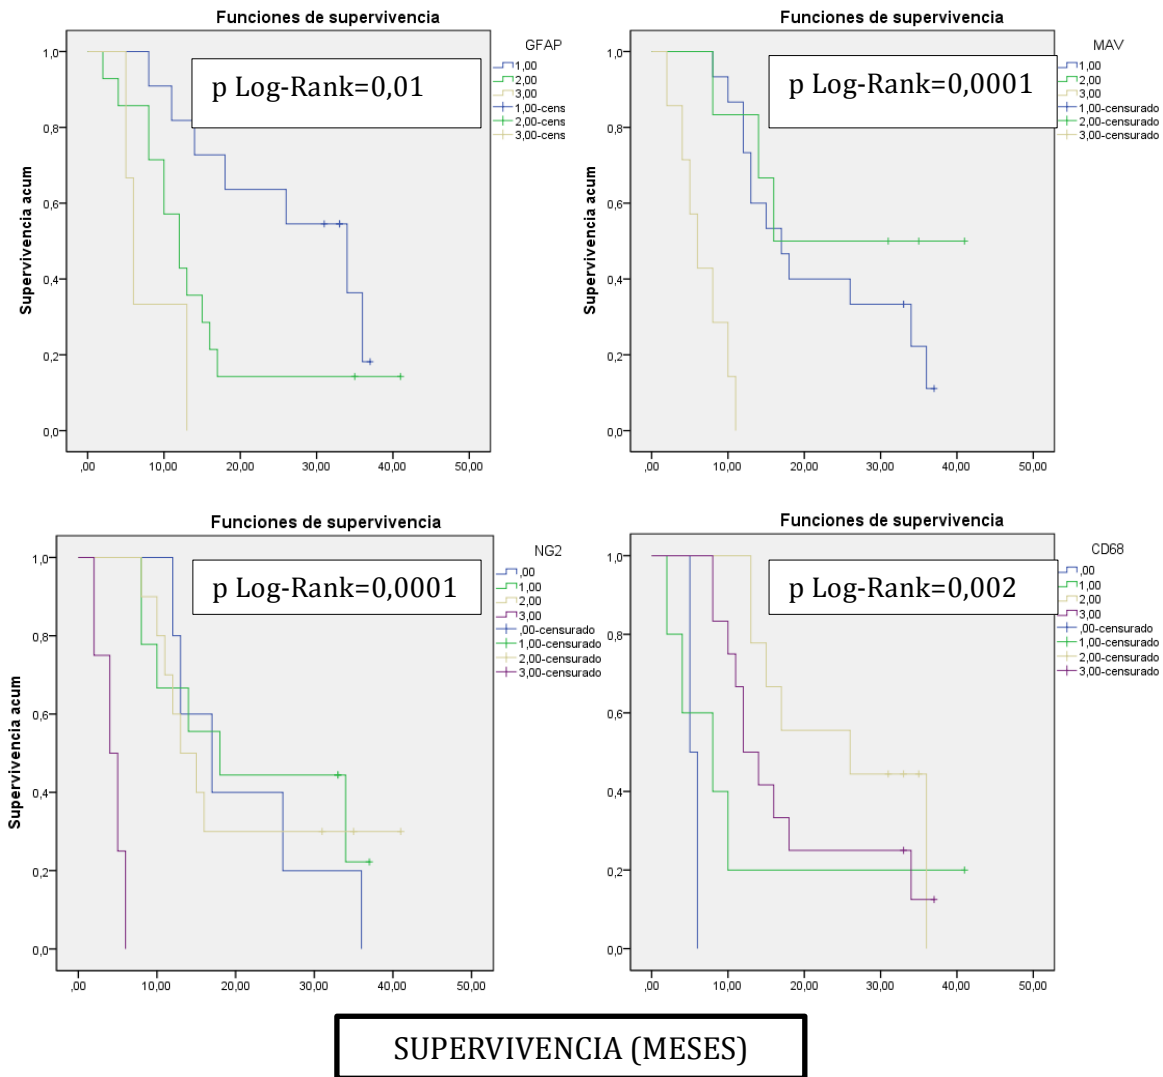 Funciones de supervivencia
GFAP
1,00
2,00
3,00
1,00-cens
2,00-cens
3,00-cens
p Log-Rank=0,01
Supervivencia acum
1,0
0,8
0,6
0,4
0,2
0,0
,00 10,00 20,00 30,00 40,00 50,00
Funciones de supervivencia
MAV
1,00
2,00
3,00
1,00-censurado
2,00-censurado
3,00-censurado
p Log-Rank=0,0001
Supervivencia acum
1,0
0,8
0,6
0,4
0,2
0,0
,00 10,00 20,00 30,00 40,00 50,00
Funciones de supervivencia
NG2
,00
1,00
2,00
3,00
,00-censurado
1,00-censurado
2,00-censurado
3,00-censurado
p Log-Rank=0,0001
Supervivencia acum
1,0
0,8
0,6
0,4
0,2
0,0
,00 10,00 20,00 30,00 40,00 50,00
Funciones de supervivencia
CD68
,00
1,00
2,00
3,00
,00-censurado
1,00-censurado
2,00-censurado
3,00-censurado
p Log-Rank=0,002
Supervivencia acum
1,0
0,8
0,6
0,4
0,2
0,0
,00 10,00 20,00 30,00 40,00 50,00
SUPERVIVENCIA (MESES)